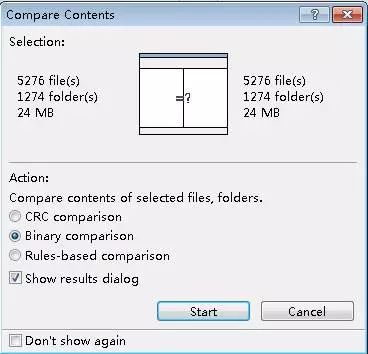 Compare Contents
Selection:
5276 file(s)
1274 folder(s)
24 MB
=?
5276 file(s)
1274 folder(s)
24 MB
Action:
Compare contents of selected files, folders.
CRC comparison
Binary comparison
Rules-based comparison
Show results dialog
Start
Cancel
Don't show again